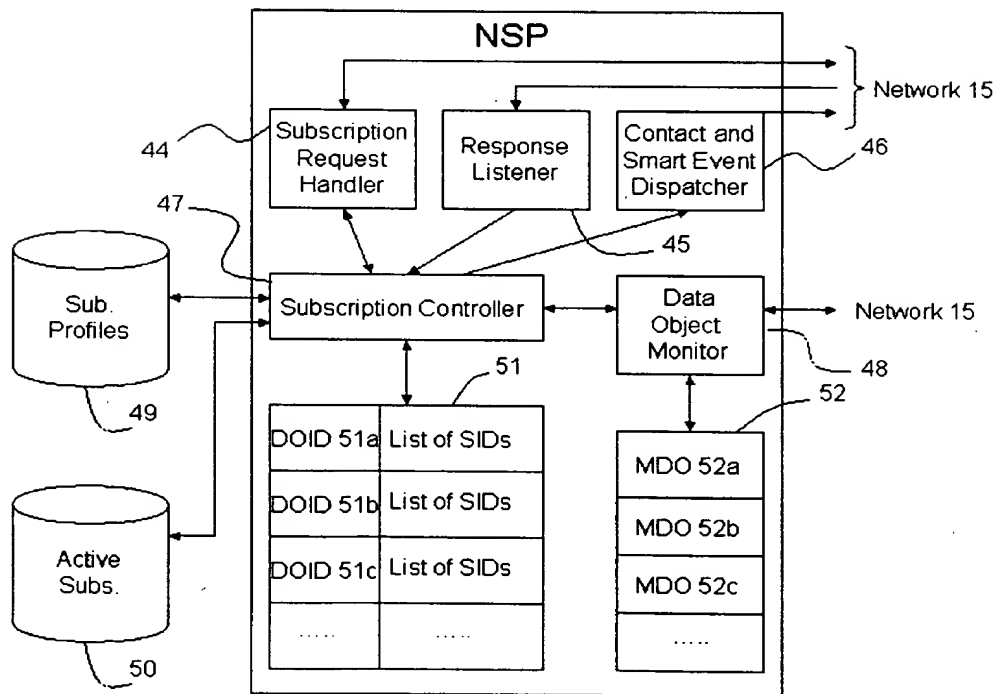 NSP
Network 15
44
Subscription
Request
Handler
Response
Listener
Contact and
Smart Event
Dispatcher
46
47
45
Sub.
Profiles
Subscription Controller
Data
Object
Monitor
Network 15
48
49
51
52
DOID 51a
List of SIDs
MDO 52a
DOID 51b
List of SIDs
MDO 52b
Active
Subs.
DOID 51c
List of SIDs
MDO 52c
.....
.....
.....
50